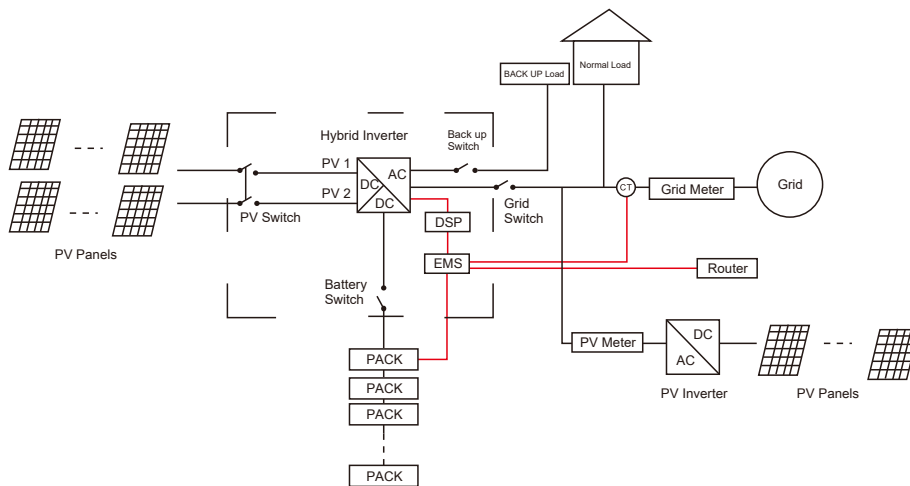 BACK UP Load
Normal Load
Hybrid Inverter
Back up
Switch
PV 1
DC
AC
DC
PV 2
PV Switch
Grid
Switch
CT
Grid Meter
Grid
PV Panels
DSP
EMS
Router
Battery
Switch
PACK
PACK
PACK
PACK
PV Meter
DC
AC
PV Inverter
PV Panels